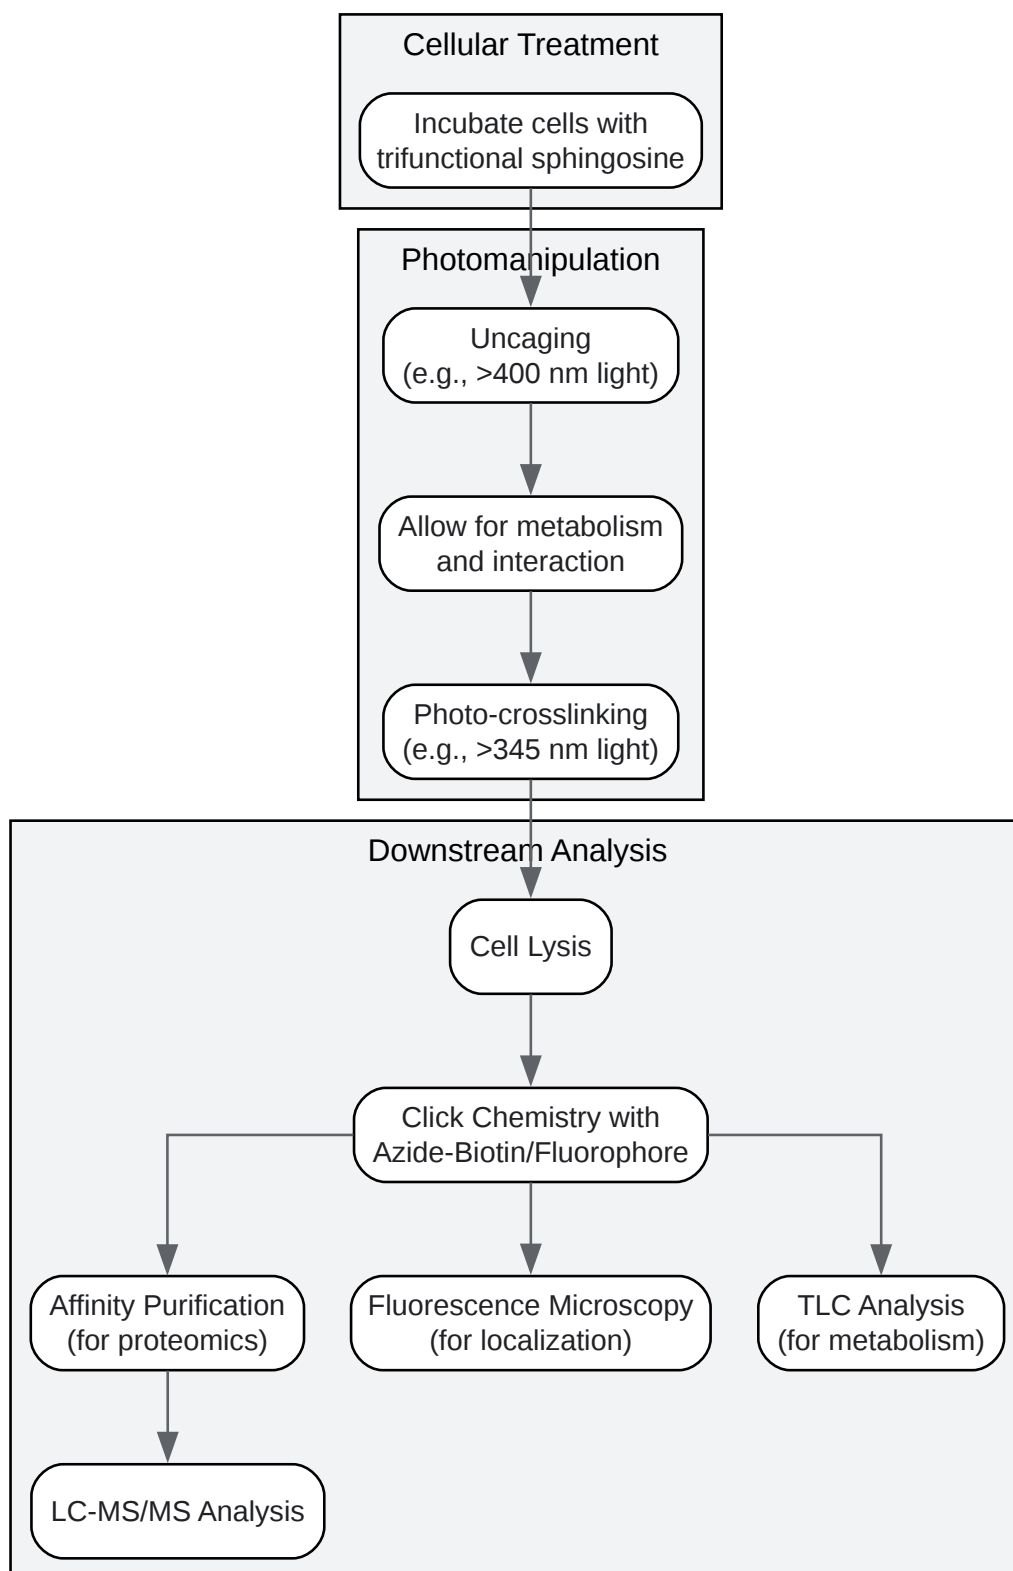 Cellular Treatment
Incubate cells with
trifunctional sphingosine
Photomanipulation
Uncaging
(e.g., >400 nm light)
Allow for metabolism
and interaction
Photo-crosslinking
(e.g., >345 nm light)
Downstream Analysis
Cell Lysis
Click Chemistry with
Azide-Biotin/Fluorophore
Affinity Purification
(for proteomics)
Fluorescence Microscopy
(for localization)
TLC Analysis
(for metabolism)
LC-MS/MS Analysis